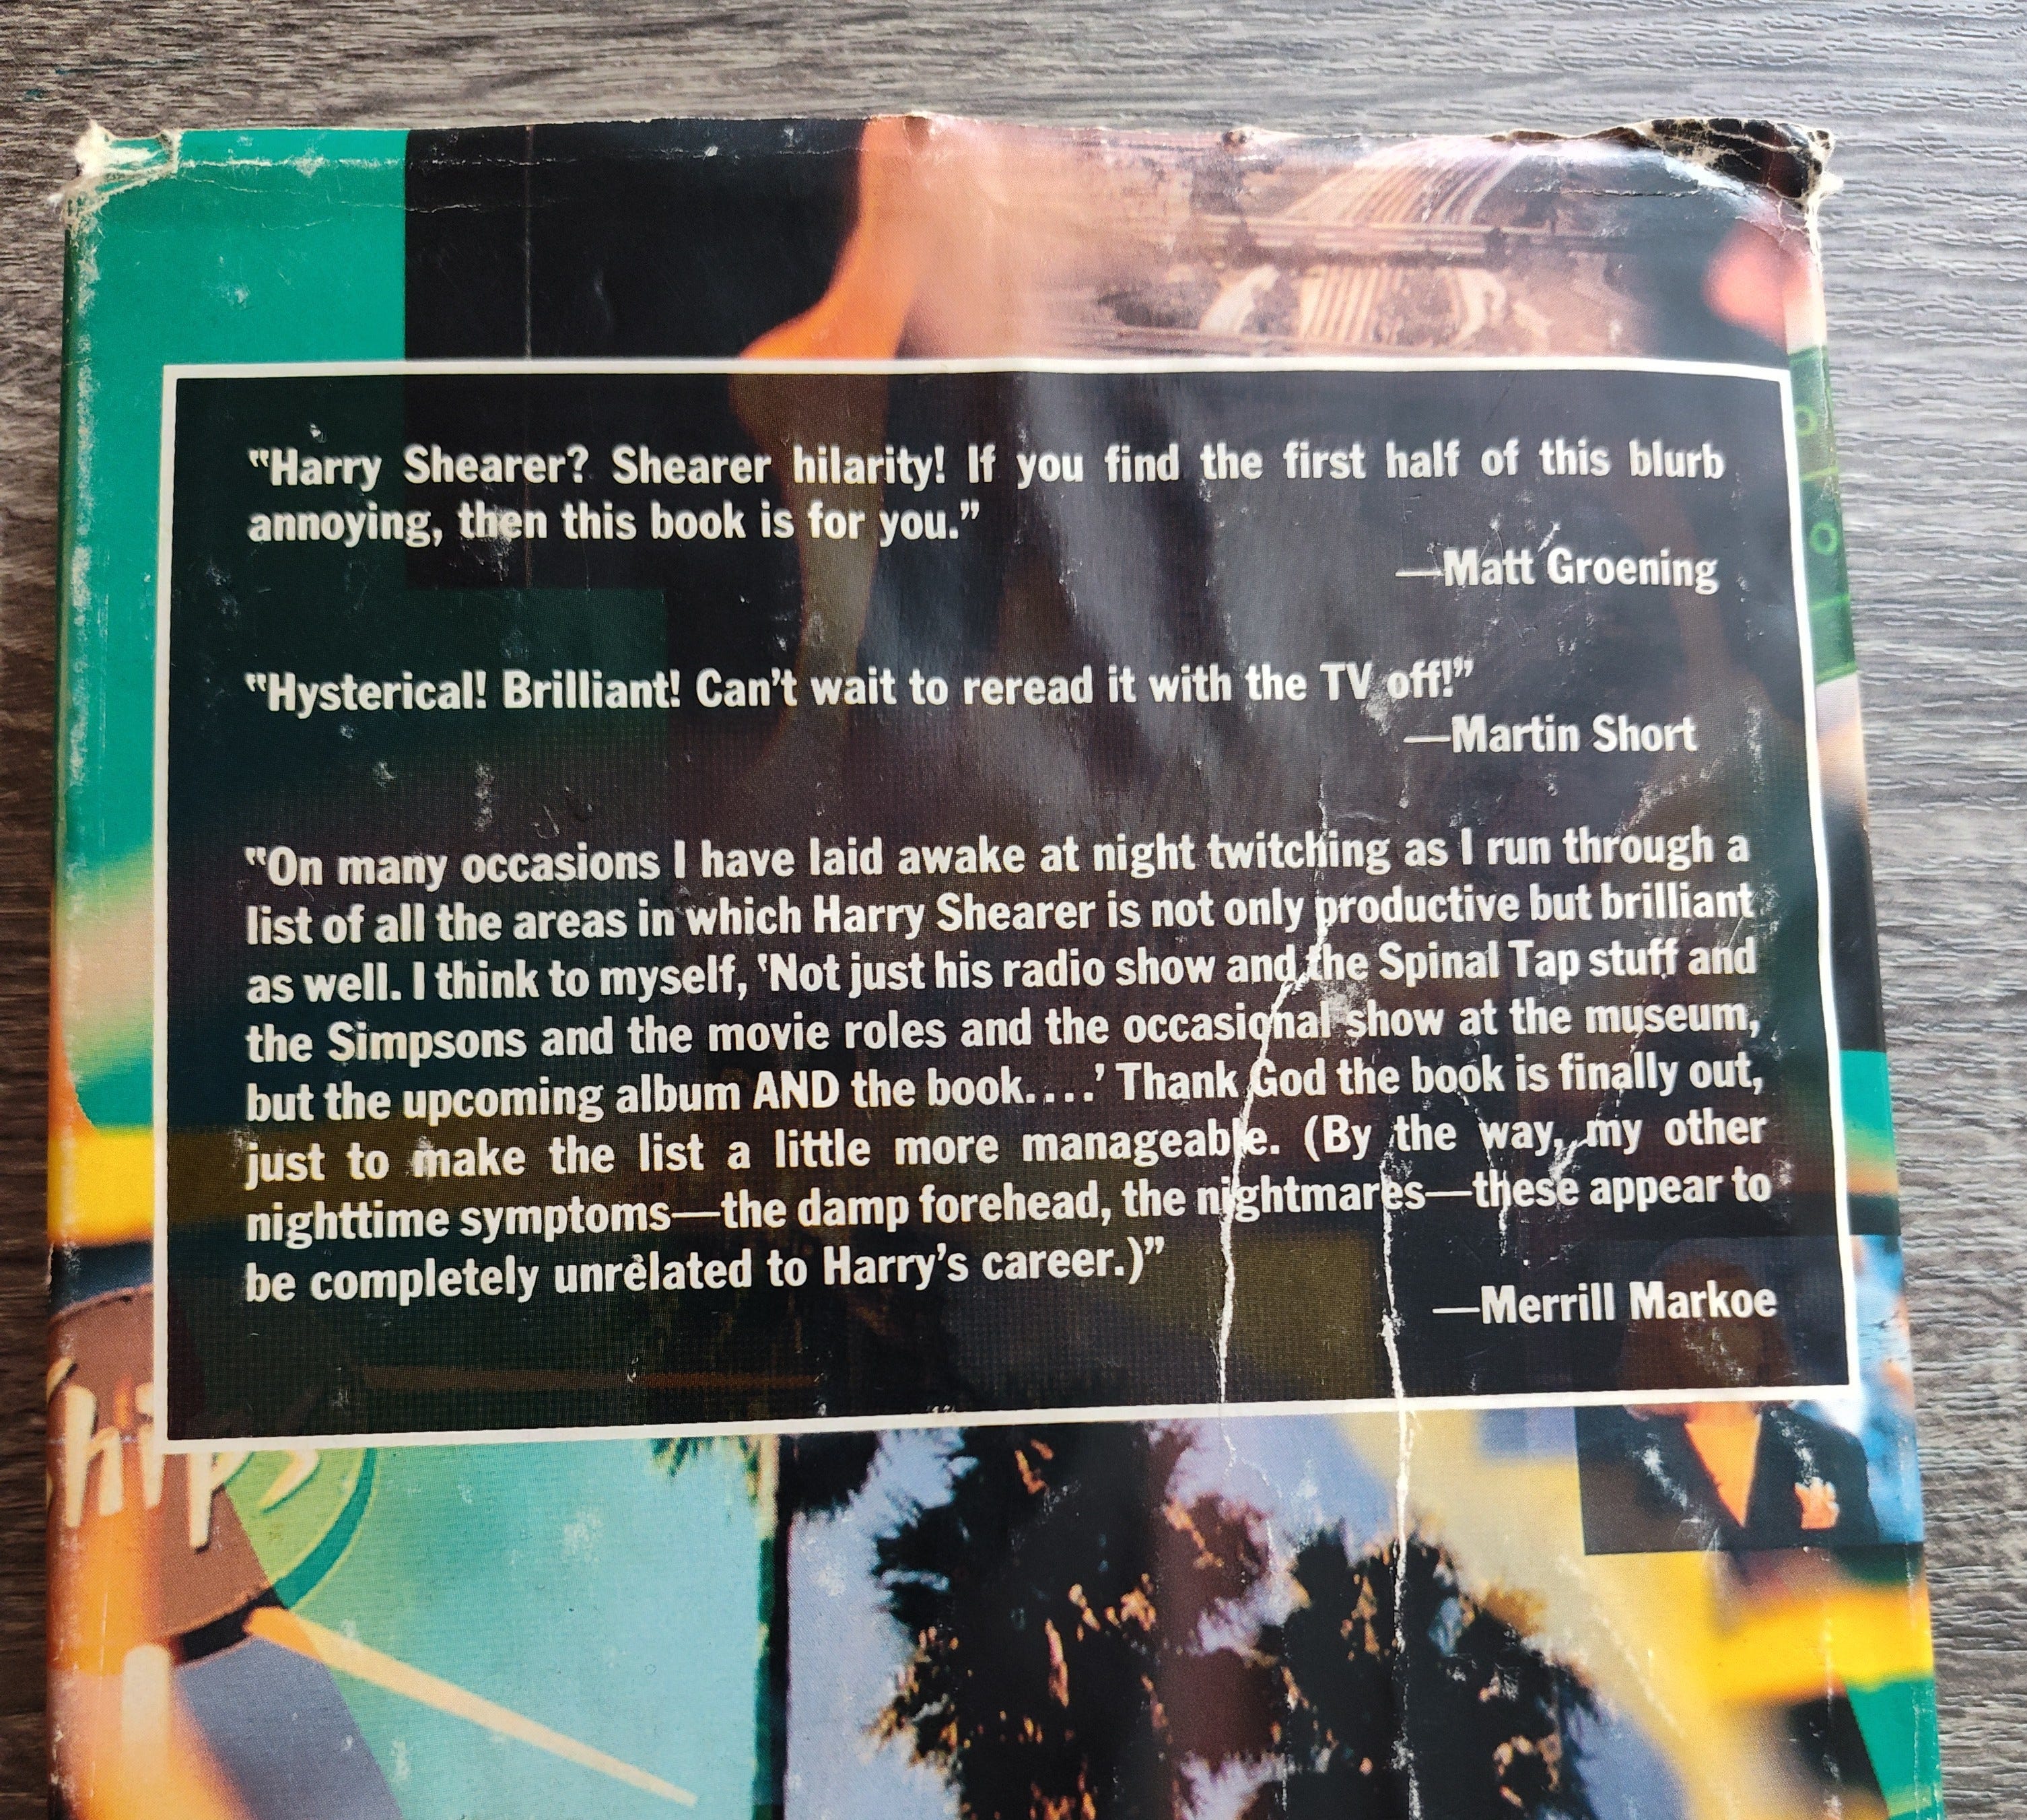 "Harry Shearer? Shearer hilarity! If you find the first half of this blurb
annoying, then this book is for you."
—Matt Groening
"Hysterical! Brilliant! Can't wait to reread it with the TV off!"
—Martin Short
"On many occasions I have laid awake at night twitching as I run through a
list of all the areas in which Harry Shearer is not only productive but brilliant
as well. I think to myself, 'Not just his radio show and the Spinal Tap stuff and
the Simpsons and the movie roles and the occasional show at the museum,
but the upcoming album AND the book....' Thank God the book is finally out,
just to make the list a little more manageable. (By the way, my other
nighttime symptoms—the damp forehead, the nightmares—these appear to
be completely unrelated to Harry's career.)"
—Merrill Markoe